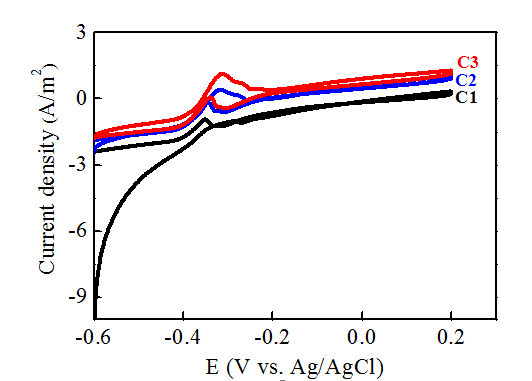 3
0
-3
-6
-9
Current density (A/m²)
C3
C2
C1
-0.6 -0.4 -0.2 0.0 0.2
E (V vs. Ag/AgCl)